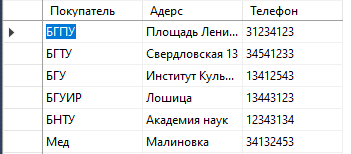 Покупатель Адерс Телефон
БГПУ Площадь Лени... 31234123
БГТУ Свердловская 13 34541233
БГУ Институт Куль... 13412543
БГУИР Лошица 13443123
БНТУ Академия наук 12343134
Мед Малиновка 34132453